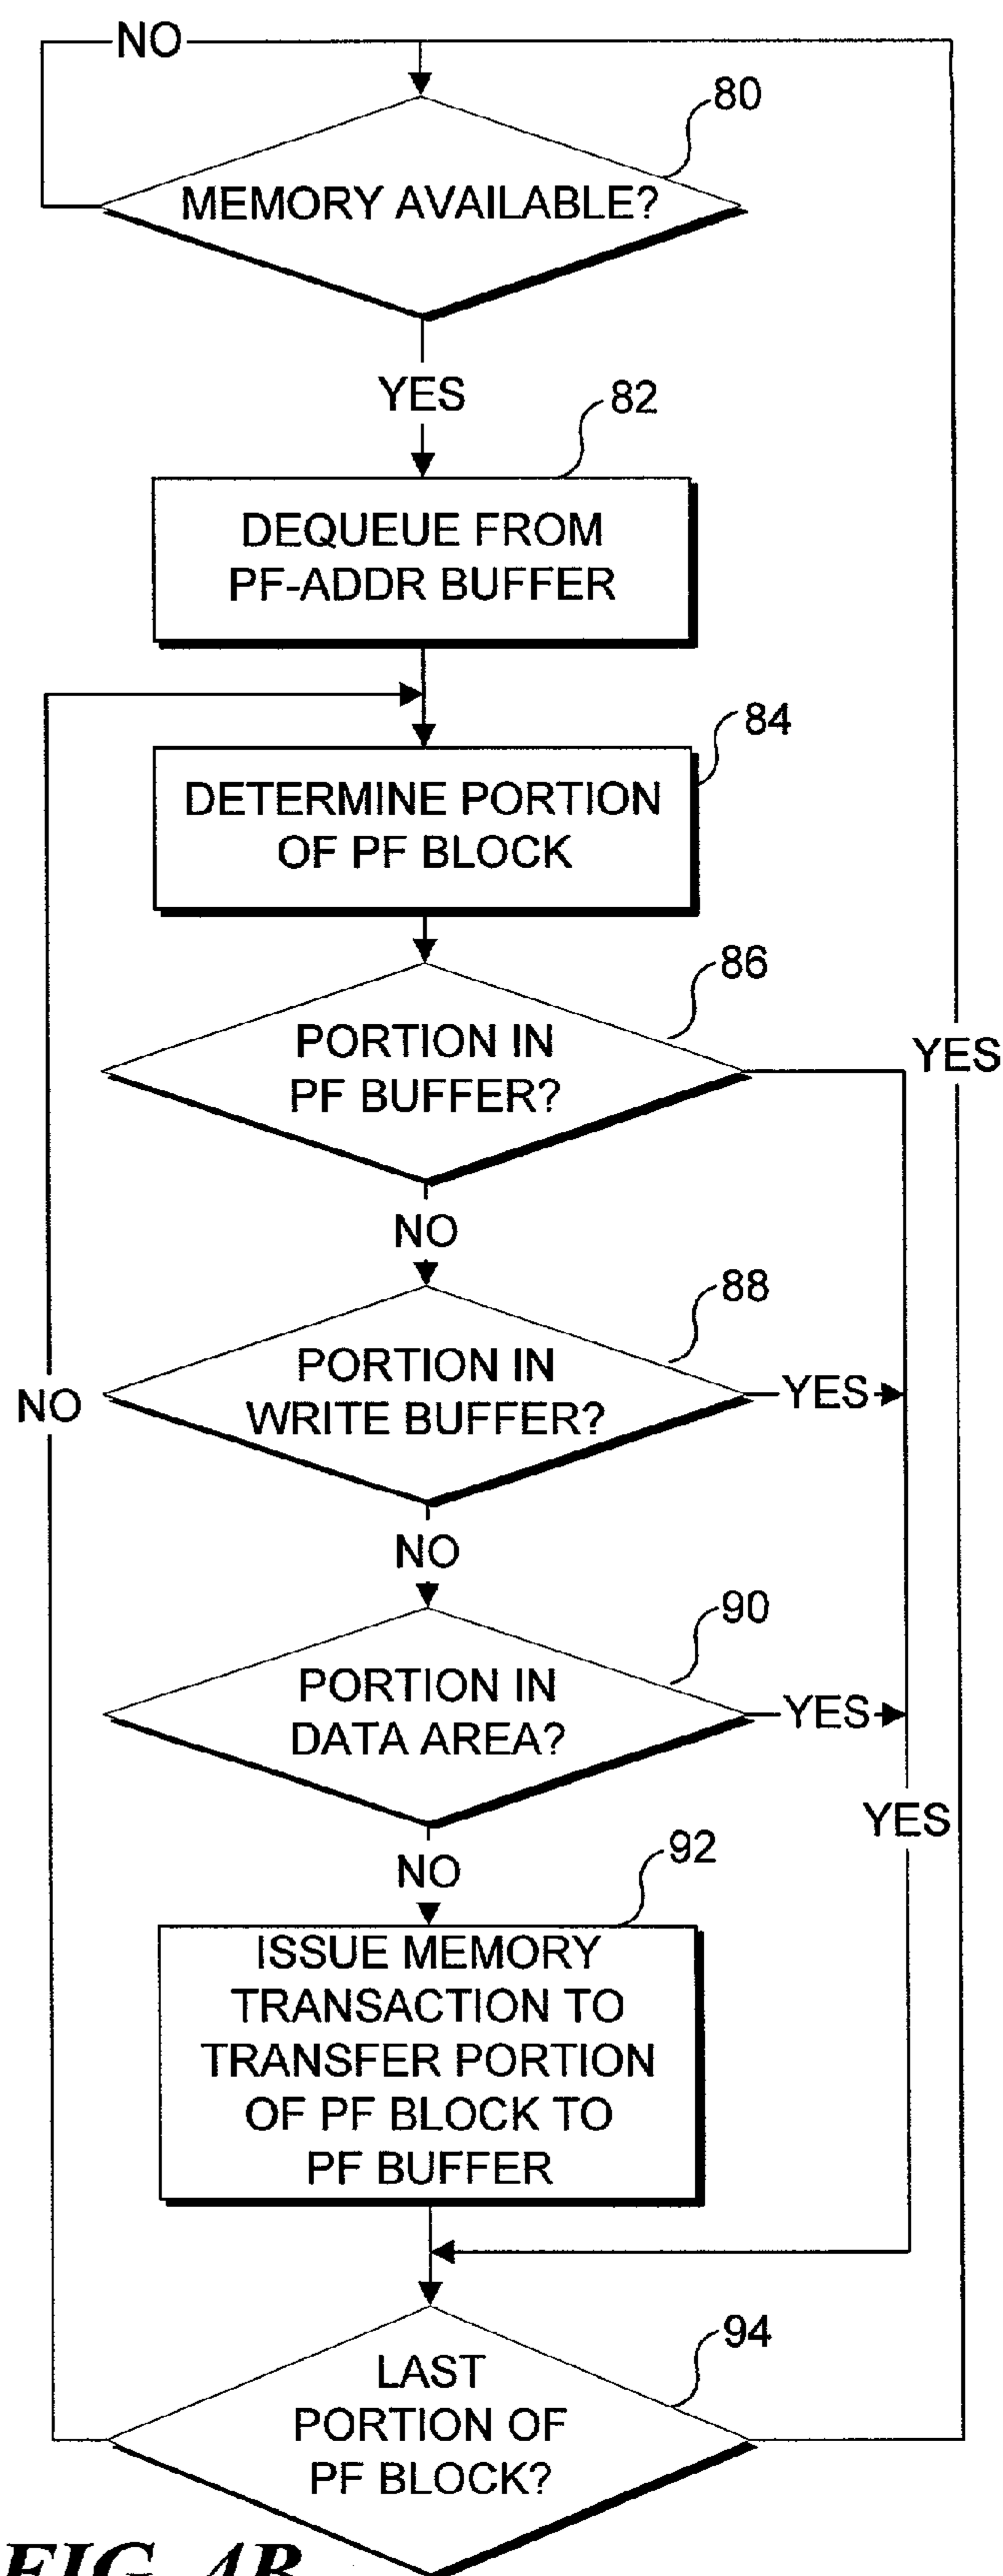 NO
80
MEMORY AVAILABLE?
YES
82
DEQUEUE FROM
PF-ADDR BUFFER
84
DETERMINE PORTION
OF PF BLOCK
86
PORTION IN
PF BUFFER?
YES
NO
88
PORTION IN
WRITE BUFFER?
YES
NO
NO
90
PORTION IN
DATA AREA?
YES
YES
NO
92
ISSUE MEMORY
TRANSACTION TO
TRANSFER PORTION
OF PF BLOCK TO
PF BUFFER
94
LAST
PORTION OF
PF BLOCK?
FIG. 4B